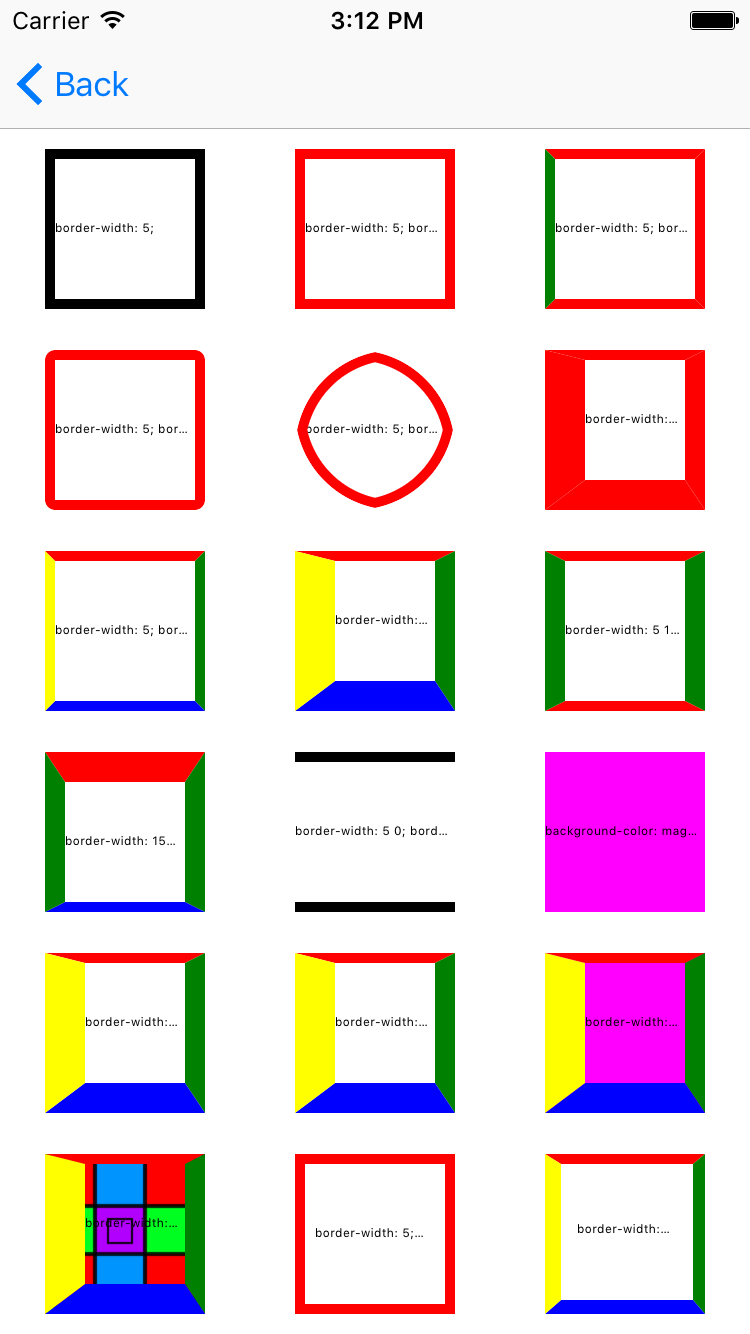 Carrier 3:12 PM
Back
border-width: 5; border-width: 5; bor... border-width: 5; bor...
border-width: 5; bor... border-width: 5; bor... border-width:...
border-width: 5; bor... border-width:... border-width: 5 1...
border-width: 15... border-width: 5 0; bord... background-color: mag...
border-width:... border-width:... border-width:...
border-width:... border-width: 5;... border-width:...